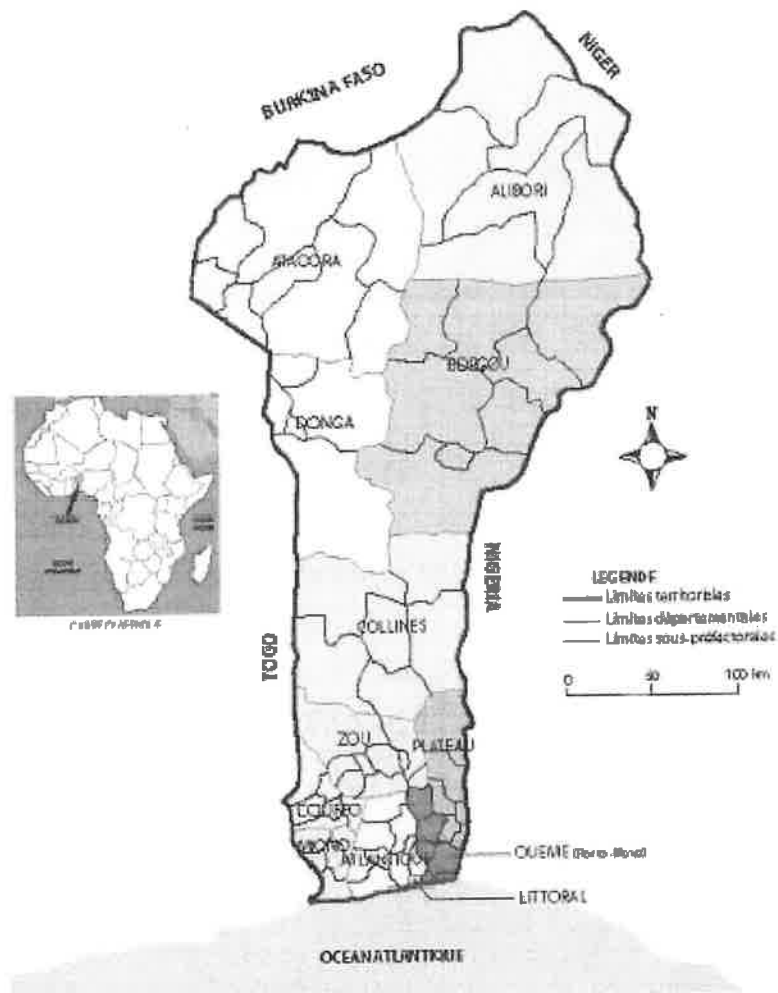 BURKINA FASO
NIGER
ALIBORI
ATACORA
BORGOU
DONGA
N
NIGERIA
LEGENDE
Limites territoriales
Limites départementales
Limites sous-préfectorales
0 50 100 km
COLLINES
TOGO
ZOU
PLATEAU
COUFFO
MONO
ATLANTIQUE
OUEME
LITTORAL
OCEAN ATLANTIQUE